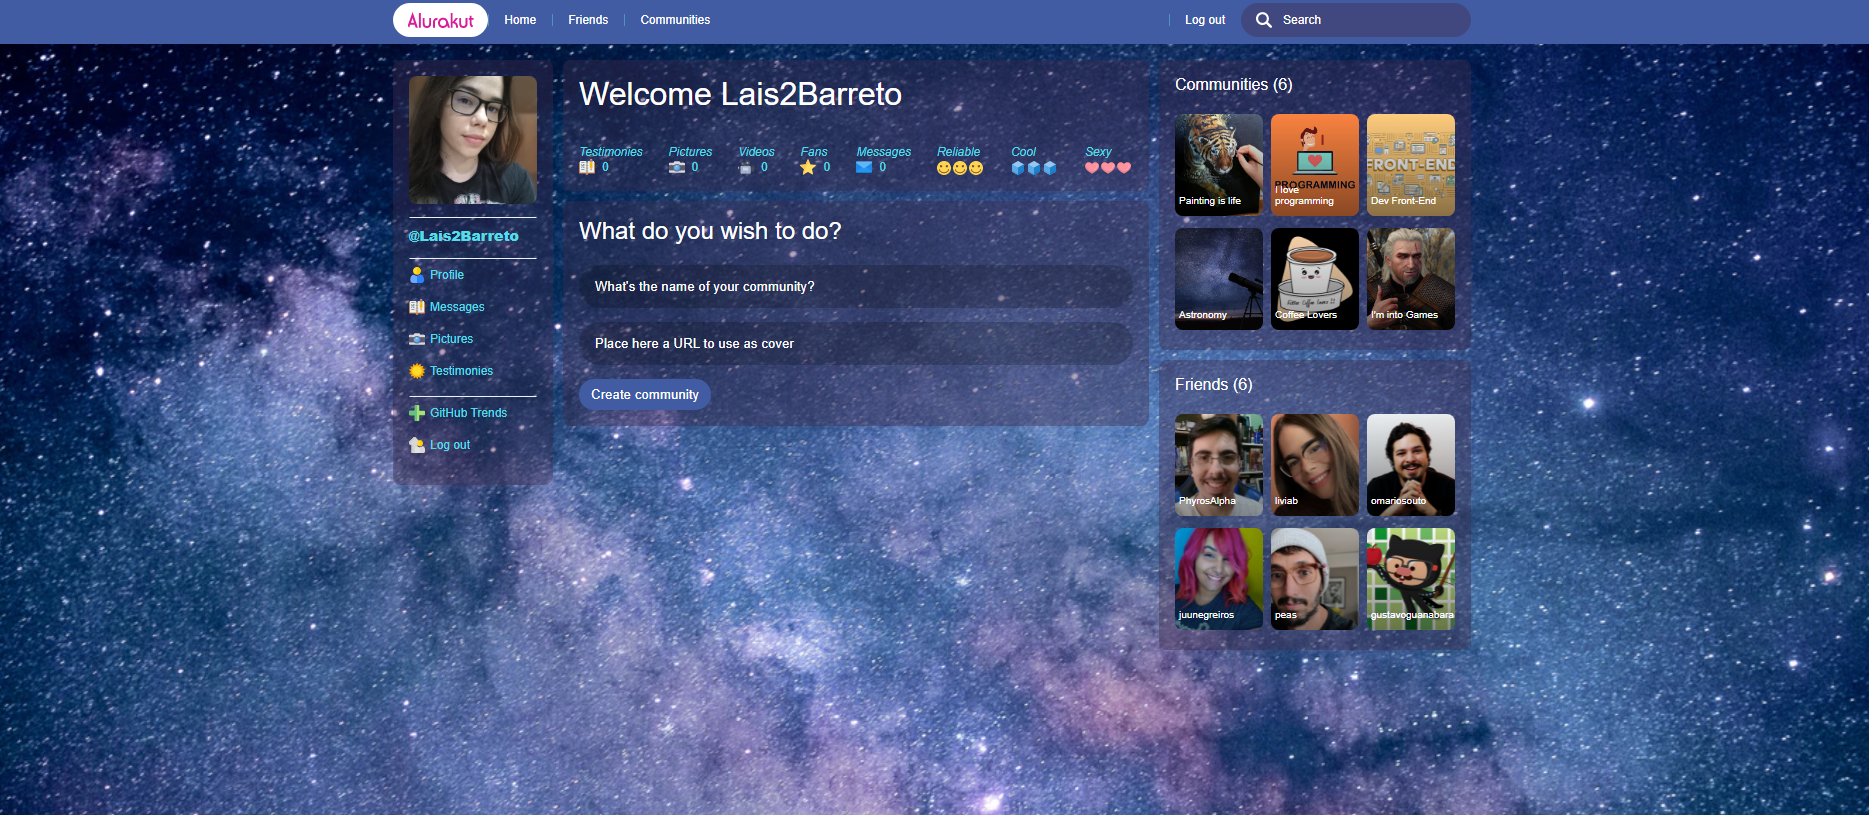 Alurakut
Home
Friends
Communities
Log out
Search
@Lais2Barreto
Profile
Messages
Pictures
Testimonies
GitHub Trends
Log out
Welcome Lais2Barreto
Testimonies Pictures Videos Fans Messages Reliable Cool Sexy
0 0 0 0 0
What do you wish to do?
What's the name of your community?
Place here a URL to use as cover
Create community
Communities (6)
Painting is life
PROGRAMMING
I love
programming
FRONT-END
Dev Front-End
Astronomy
Coffee Lovers
I'm into Games
Friends (6)
PhyrosAlpha
liviab
omariosouto
juunegreiros
peas
gustavoguanabara